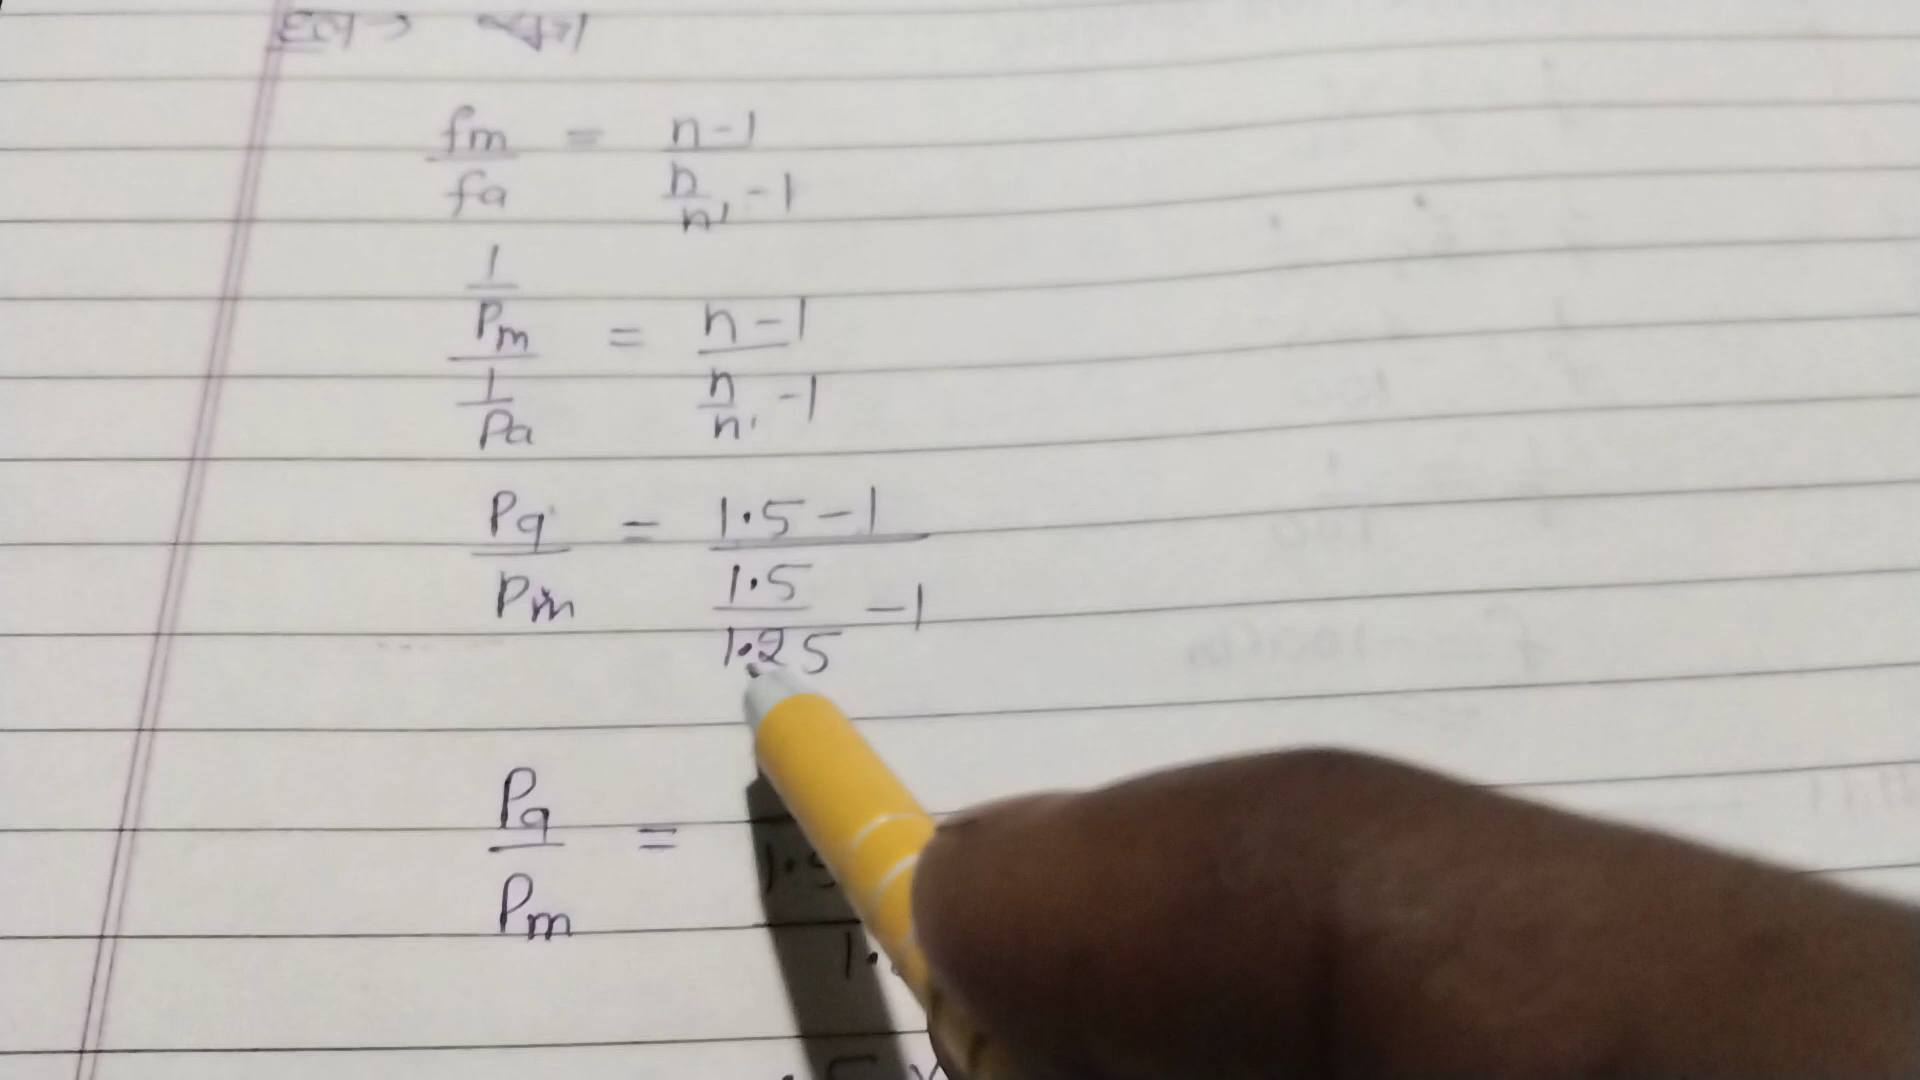 हल →
fm/fa = n-1 / (n/n' - 1)
(1/Pm) / (1/Pa) = n-1 / (n/n' - 1)
Pa/Pm = 1.5-1 / (1.5/1.25 - 1)
Pa/Pm =